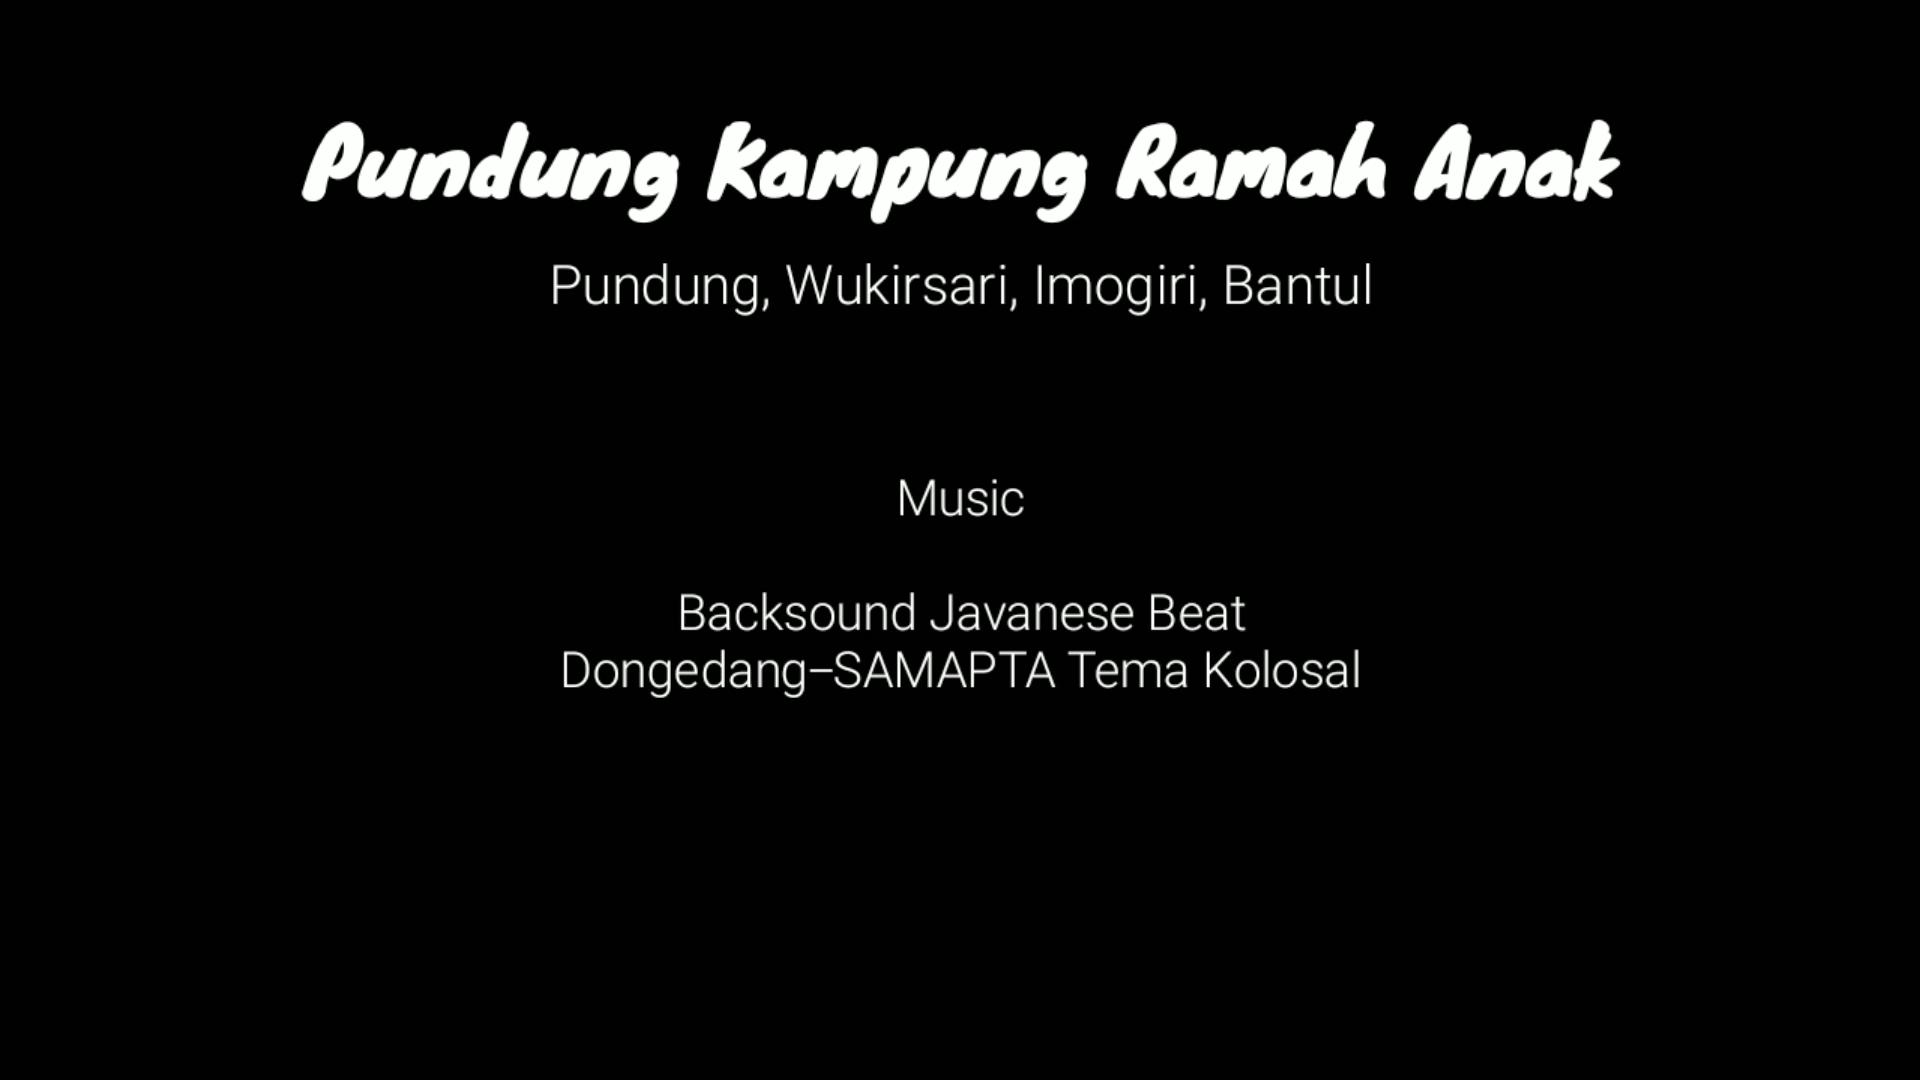 Pundung Kampung Ramah Anak
Pundung, Wukirsari, Imogiri, Bantul
Music
Backsound Javanese Beat
Dongedang–SAMAPTA Tema Kolosal